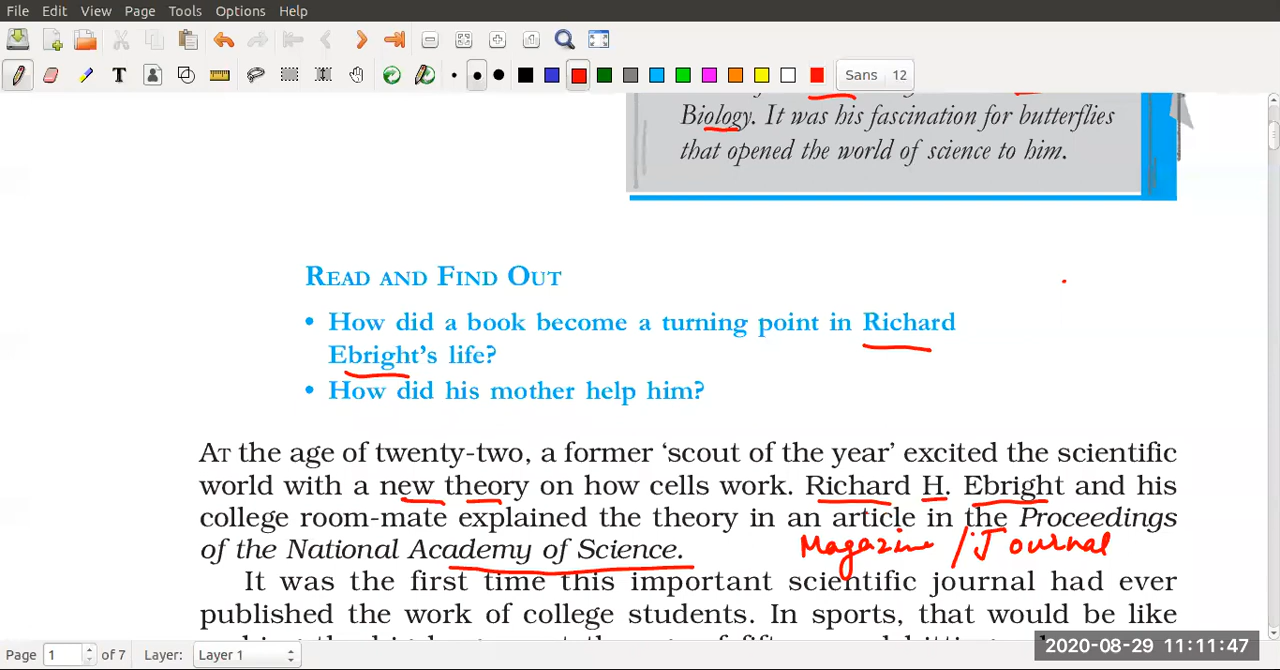 File Edit View Page Tools Options Help
T Sans 12
Biology. It was his fascination for butterflies
that opened the world of science to him.
READ AND FIND OUT
• How did a book become a turning point in Richard
Ebright's life?
• How did his mother help him?
AT the age of twenty-two, a former ‘scout of the year’ excited the scientific
world with a new theory on how cells work. Richard H. Ebright and his
college room-mate explained the theory in an article in the Proceedings
of the National Academy of Science.
Magazine / Journal
It was the first time this important scientific journal had ever
published the work of college students. In sports, that would be like
2020-08-29 11:11:47
Page 1 of 7 Layer: Layer 1